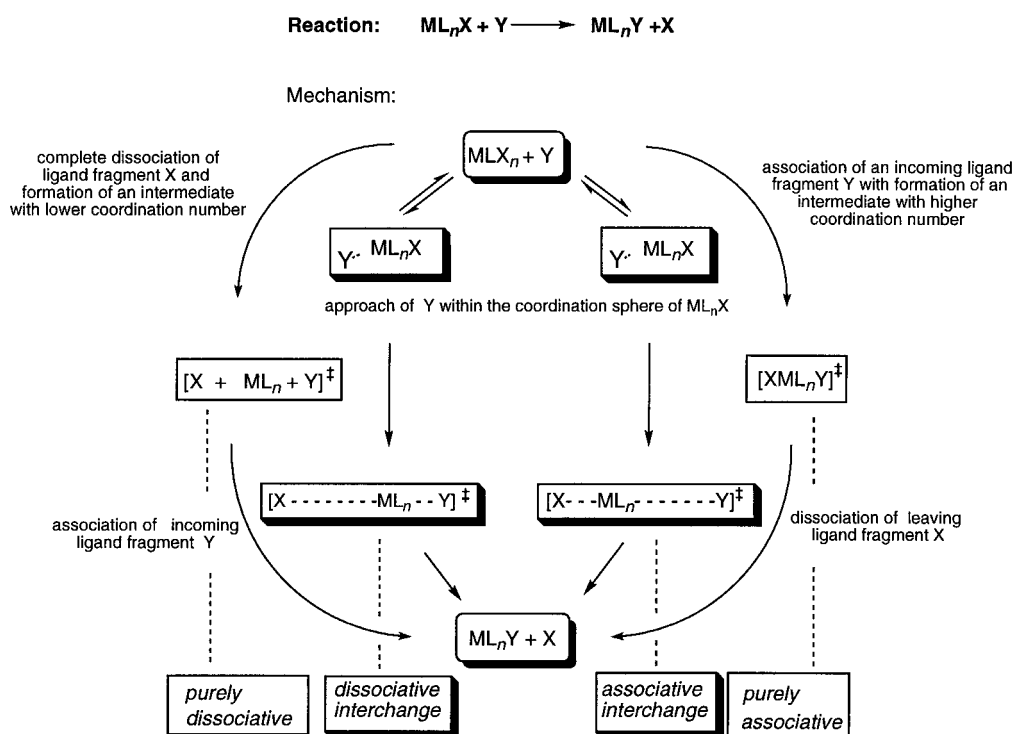 Reaction: MLₙX + Y ⟶ MLₙY +X
Mechanism:
complete dissociation of
ligand fragment X and
formation of an intermediate
with lower coordination number
MLXₙ + Y
association of an incoming ligand
fragment Y with formation of an
intermediate with higher
coordination number
Y·· MLₙX
Y·· MLₙX
approach of Y within the coordination sphere of MLₙX
[X + MLₙ + Y]‡
[XMLₙY]‡
[X - - - - - - - -MLₙ - - Y]‡
[X- - -MLₙ- - - - - - - -Y]‡
association of incoming
ligand fragment Y
dissociation of leaving
ligand fragment X
MLₙY + X
purely
dissociative
dissociative
interchange
associative
interchange
purely
associative